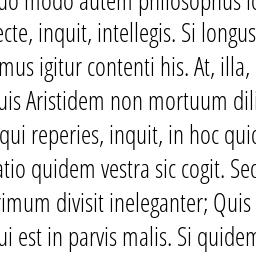 do modo autem philosophus lo
ecte, inquit, intellegis. Si longus
mus igitur contenti his. At, illa,
uis Aristidem non mortuum dili
qui reperies, inquit, in hoc quid
atio quidem vestra sic cogit. Sed
rimum divisit ineleganter; Quis
ui est in parvis malis. Si quidem